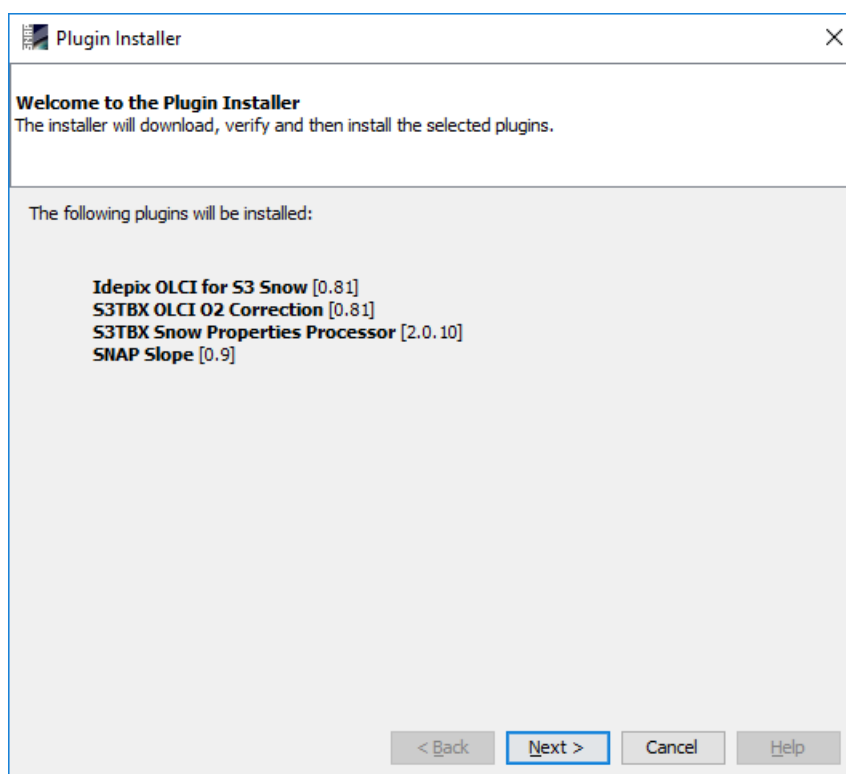 SNAP
Plugin Installer
Welcome to the Plugin Installer
The installer will download, verify and then install the selected plugins.
The following plugins will be installed:
Idepix OLCI for S3 Snow [0.81]
S3TBX OLCI O2 Correction [0.81]
S3TBX Snow Properties Processor [2.0.10]
SNAP Slope [0.9]
< Back
Next >
Cancel
Help